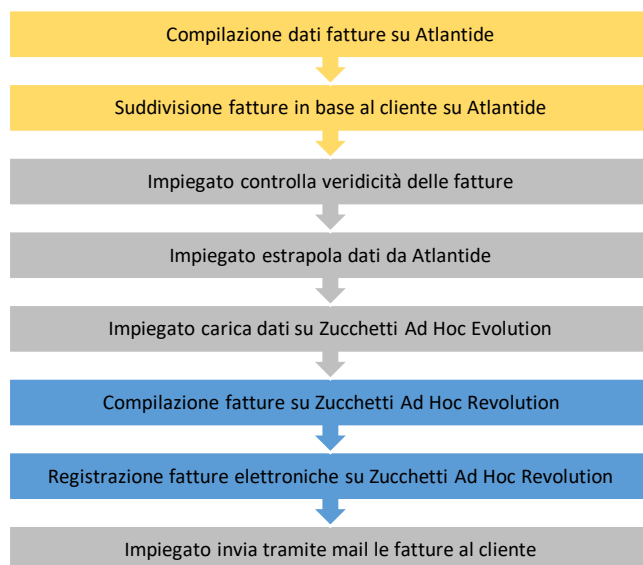 Compilazione dati fatture su Atlantide
Suddivisione fatture in base al cliente su Atlantide
Impiegato controlla veridicità delle fatture
Impiegato estrapola dati da Atlantide
Impiegato carica dati su Zucchetti Ad Hoc Evolution
Compilazione fatture su Zucchetti Ad Hoc Revolution
Registrazione fatture elettroniche su Zucchetti Ad Hoc Revolution
Impiegato invia tramite mail le fatture al cliente